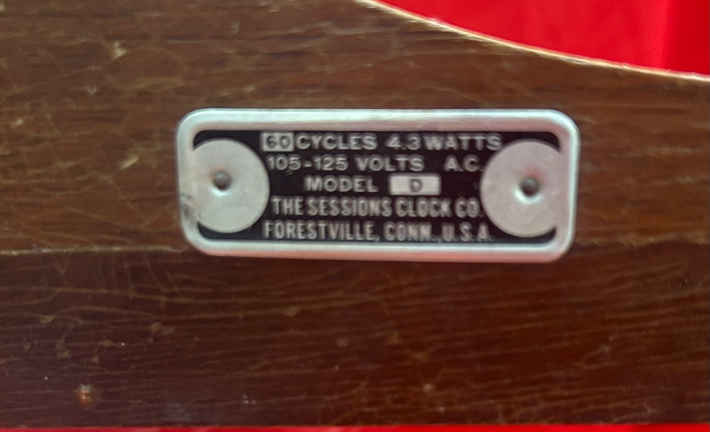 60 CYCLES 4.3 WATTS
105-125 VOLTS A.C.
MODEL D
THE SESSIONS CLOCK CO.
FORESTVILLE, CONN., U.S.A.